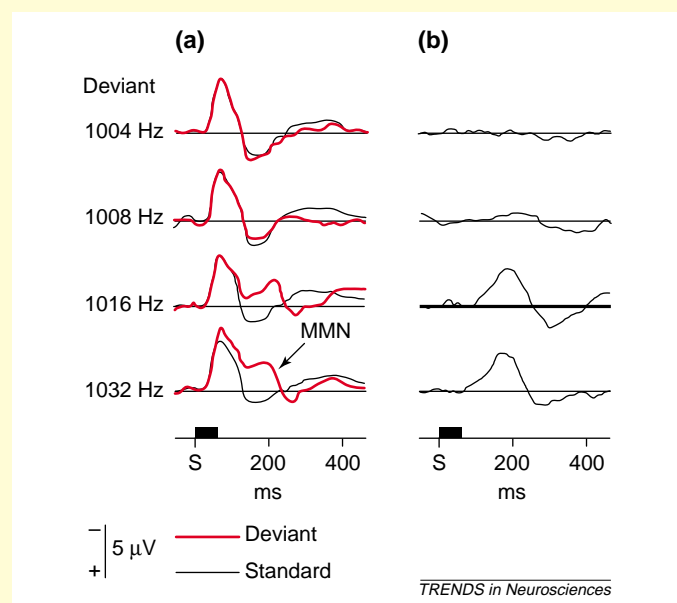 (a) (b)
Deviant
1004 Hz
1008 Hz
1016 Hz
MMN
1032 Hz
S 200 400 S 200 400
ms ms
– 5 μV Deviant
+ Standard
TRENDS in Neurosciences